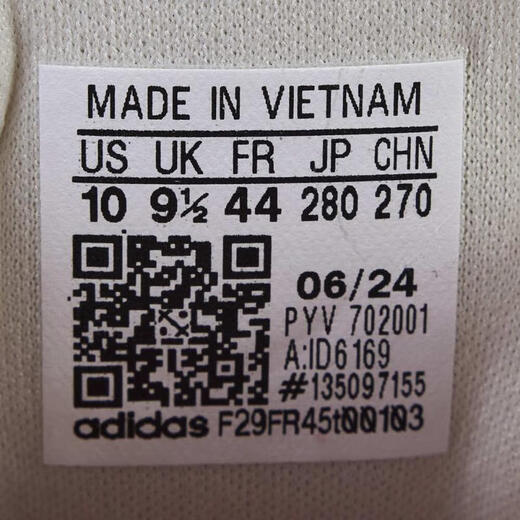 MADE IN VIETNAM
US UK FR JP CHN
10 9½ 44 280 270
06/24
PYV 702001
A:ID6169
#135097155
adidas F29FR45t00103